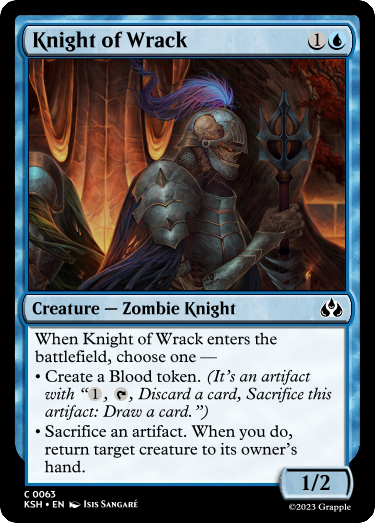 Knight of Wrack 1
Creature — Zombie Knight
When Knight of Wrack enters the
battlefield, choose one —
• Create a Blood token. (It's an artifact
with “1, , Discard a card, Sacrifice this
artifact: Draw a card.”)
• Sacrifice an artifact. When you do,
return target creature to its owner's
hand.
1/2
C 0063
KSH • EN Isis Sangaré
©2023 Grapple